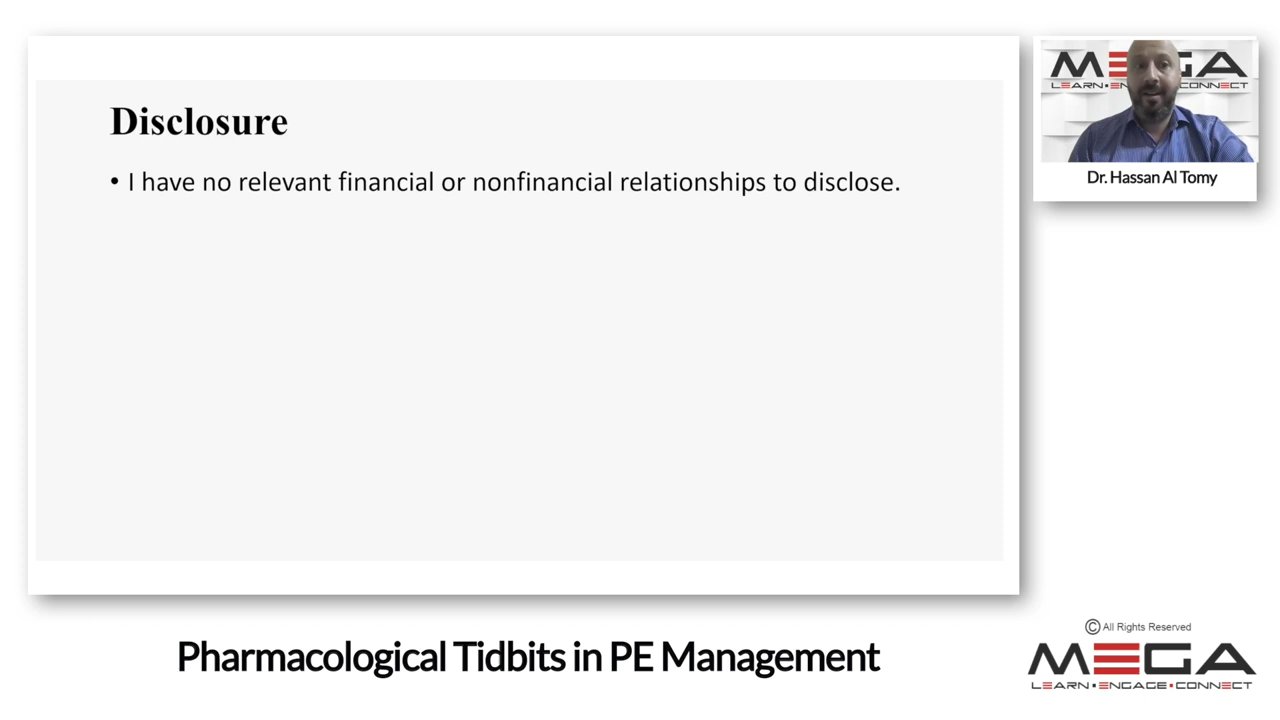 Disclosure
• I have no relevant financial or nonfinancial relationships to disclose.
MEGA
LEARN•EN CONNECT
Dr. Hassan Al Tomy
Pharmacological Tidbits in PE Management
© All Rights Reserved
MEGA
LEARN•ENGAGE•CONNECT